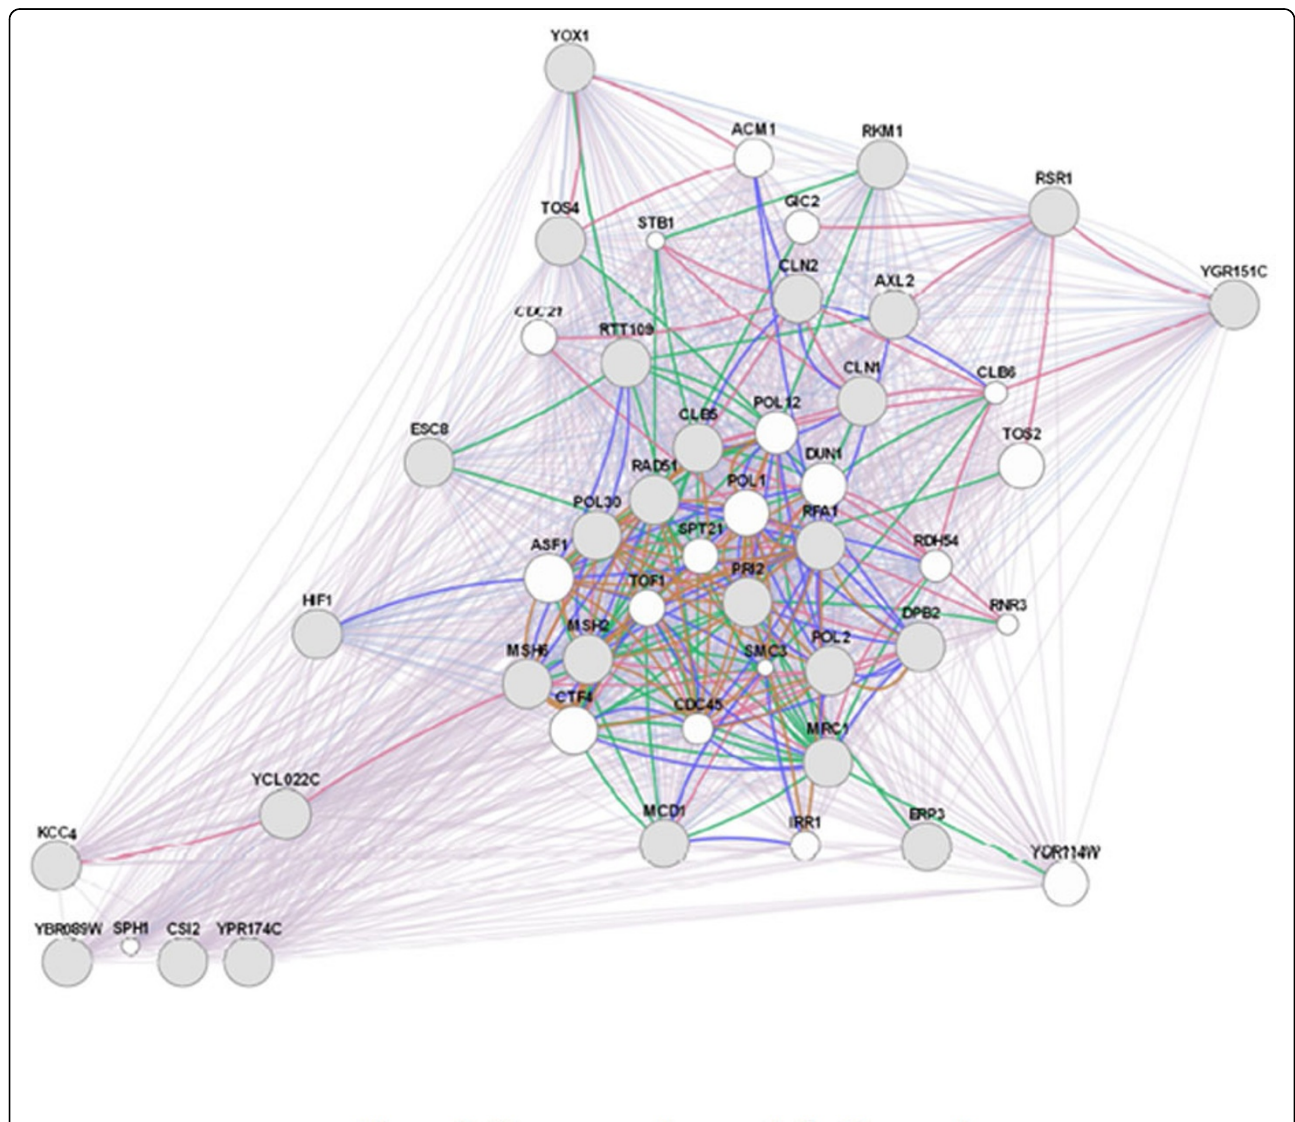 YOX1
ACM1
RKM1
RSR1
GIC2
TOS4
STB1
YGR151C
CLN2
AXL2
CDC21
RTT109
CLN1
CLB6
POL12
CLB5
ESC8
TOS2
DUN1
RAD51
POL1
POL30
RFA1
SPT21
RDH54
ASF1
PRI2
TOF1
HIF1
RNR3
DPB2
MSH2
POL2
MSH6
SMC3
CTF4
CDC45
MRC1
YCL022C
MCD1
ERP3
IRR1
KCC4
YOR114W
YBR089W
SPH1
CSI2
YPR174C